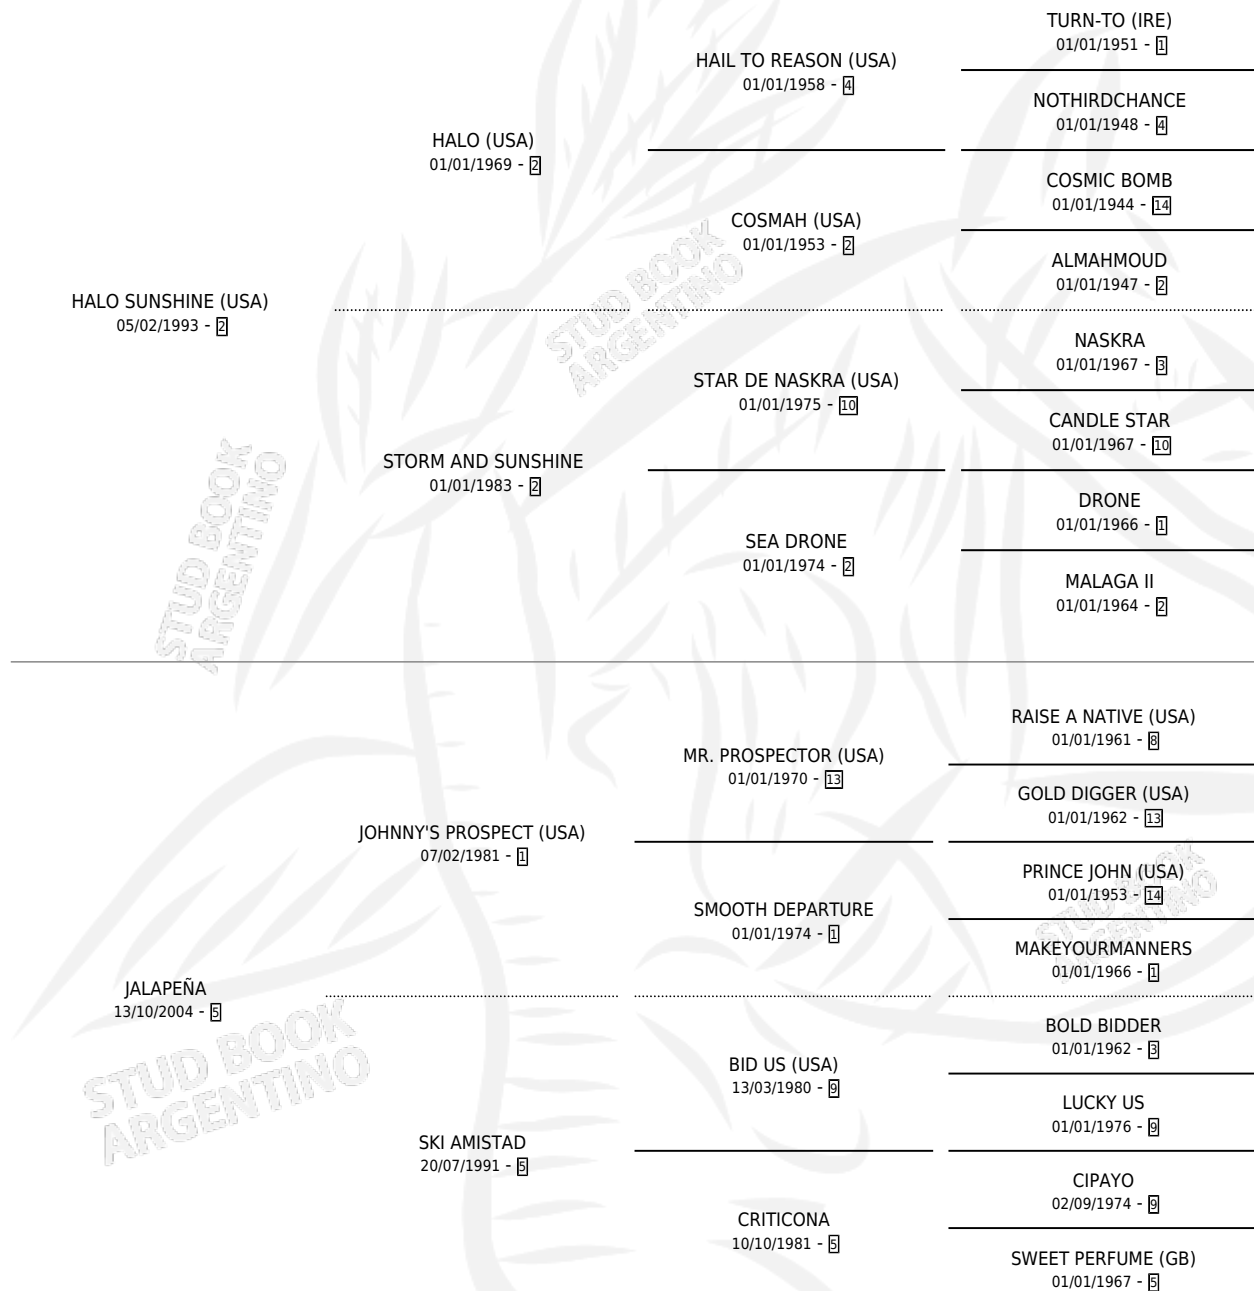 TURN-TO (IRE)
01/01/1951 - 1
HAIL TO REASON (USA)
01/01/1958 - 4
NOTHIRDCHANCE
01/01/1948 - 4
HALO (USA)
01/01/1969 - 2
COSMIC BOMB
01/01/1944 - 14
COSMAH (USA)
01/01/1953 - 2
ALMAHMOUD
01/01/1947 - 2
HALO SUNSHINE (USA)
05/02/1993 - 2
NASKRA
01/01/1967 - 3
STAR DE NASKRA (USA)
01/01/1975 - 10
CANDLE STAR
01/01/1967 - 10
STORM AND SUNSHINE
01/01/1983 - 2
DRONE
01/01/1966 - 1
SEA DRONE
01/01/1974 - 2
MALAGA II
01/01/1964 - 2
RAISE A NATIVE (USA)
01/01/1961 - 8
MR. PROSPECTOR (USA)
01/01/1970 - 13
GOLD DIGGER (USA)
01/01/1962 - 13
JOHNNY'S PROSPECT (USA)
07/02/1981 - 1
PRINCE JOHN (USA)
01/01/1953 - 14
SMOOTH DEPARTURE
01/01/1974 - 1
MAKEYOURMANNERS
01/01/1966 - 1
JALAPEÑA
13/10/2004 - 5
BOLD BIDDER
01/01/1962 - 3
BID US (USA)
13/03/1980 - 9
LUCKY US
01/01/1976 - 9
SKI AMISTAD
20/07/1991 - 5
CIPAYO
02/09/1974 - 9
CRITICONA
10/10/1981 - 5
SWEET PERFUME (GB)
01/01/1967 - 5
STUD BOOK
ARGENTINO
STUD BOOK
ARGENTINO
STUD BOOK
ARGENTINO
STUD BOOK
ARGENTINO